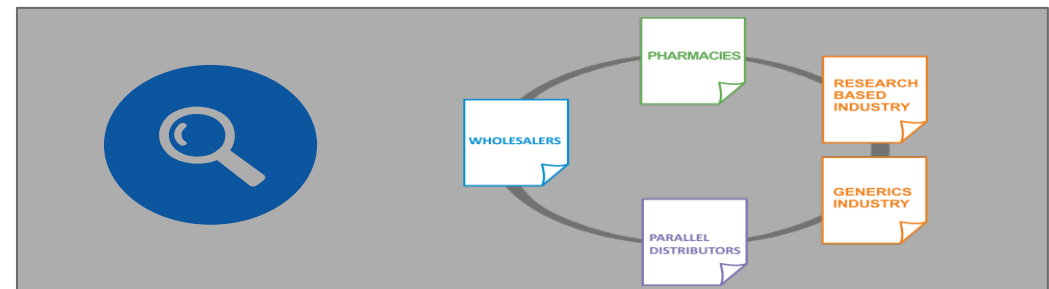 PHARMACIES
RESEARCH
BASED
INDUSTRY
WHOLESALERS
GENERICS
INDUSTRY
PARALLEL
DISTRIBUTORS